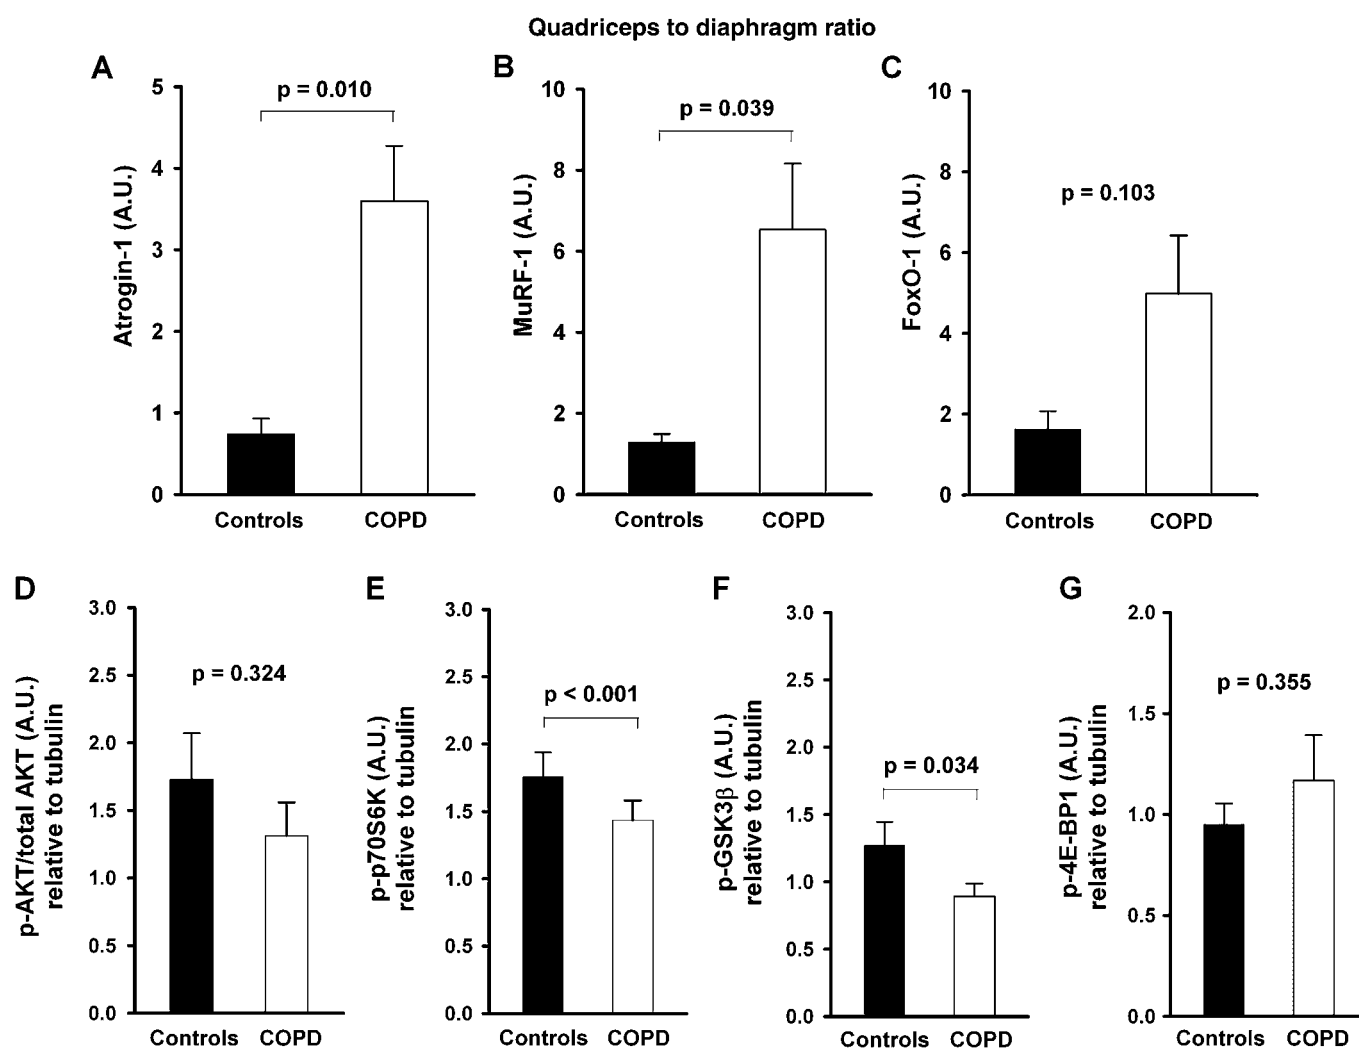 Quadriceps to diaphragm ratio
A
p = 0.010
Atrogin-1 (A.U.)
5
4
3
2
1
0
Controls COPD
B
p = 0.039
MuRF-1 (A.U.)
10
8
6
4
2
0
Controls COPD
C
p = 0.103
FoxO-1 (A.U.)
10
8
6
4
2
0
Controls COPD
D
p = 0.324
p-AKT/total AKT (A.U.)
relative to tubulin
3.0
2.5
2.0
1.5
1.0
0.5
0.0
Controls COPD
E
p < 0.001
p-p70S6K (A.U.)
relative to tubulin
3.0
2.5
2.0
1.5
1.0
0.5
0.0
Controls COPD
F
p = 0.034
p-GSK3β (A.U.)
relative to tubulin
3.0
2.5
2.0
1.5
1.0
0.5
0.0
Controls COPD
G
p = 0.355
p-4E-BP1 (A.U.)
relative to tubulin
2.0
1.5
1.0
0.5
0.0
Controls COPD